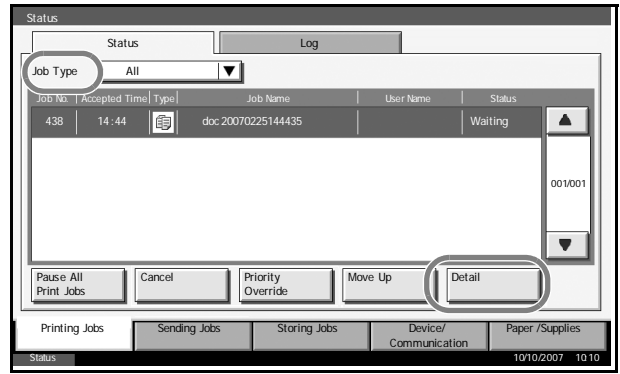 Status
Status Log
Job Type All
Job No. Accepted Time Type Job Name User Name Status
438 14:44 doc 20070225144435 Waiting
001/001
Pause All
Print Jobs
Cancel
Priority
Override
Move Up
Detail
Printing Jobs
Sending Jobs
Storing Jobs
Device/
Communication
Paper /Supplies
Status 10/10/2007 10:10